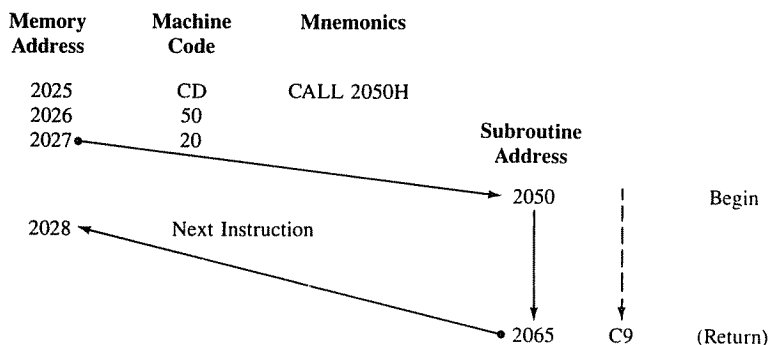 Memory Machine Mnemonics
Address Code
2025 CD CALL 2050H
2026 50
2027 20
Subroutine
Address
2050 Begin
2028 Next Instruction
2065 C9 (Return)